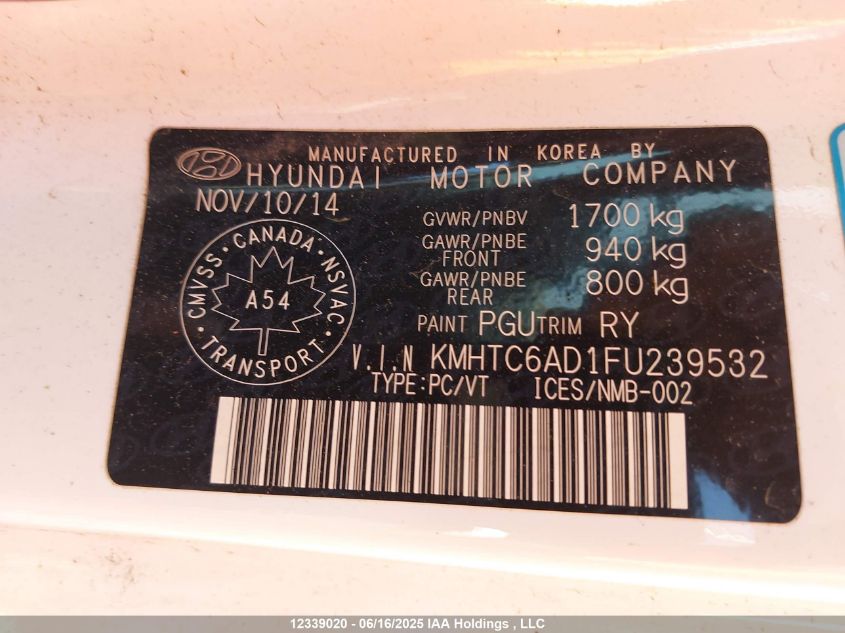 MANUFACTURED IN KOREA BY
HYUNDAI MOTOR COMPANY
NOV/10/14
GVWR/PNBV 1700 kg
GAWR/PNBE FRONT 940 kg
GAWR/PNBE REAR 800 kg
CMVSS · CANADA · NSVAC · TRANSPORT ·
A54
PAINT PGU TRIM RY
V.I.N KMHTC6AD1FU239532
TYPE:PC/VT ICES/NMB-002
12339020 - 06/16/2025 IAA Holdings , LLC